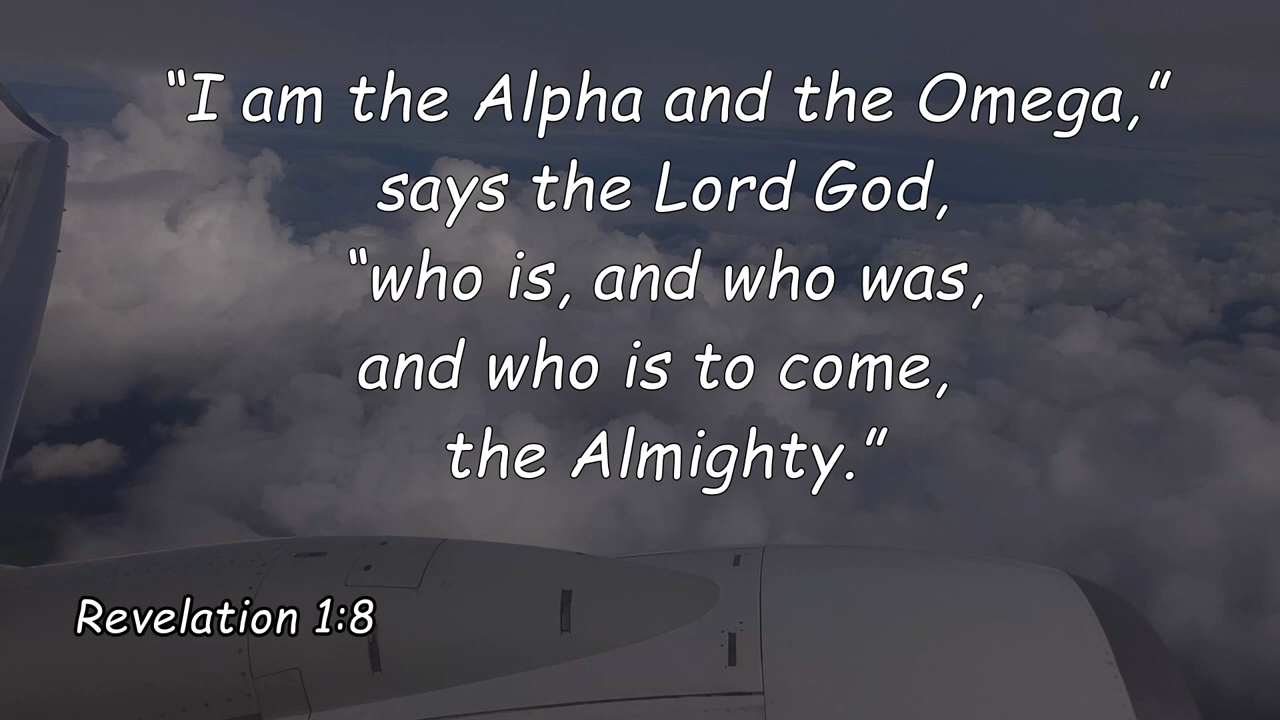 “I am the Alpha and the Omega,”
says the Lord God,
“who is, and who was,
and who is to come,
the Almighty.”
Revelation 1:8